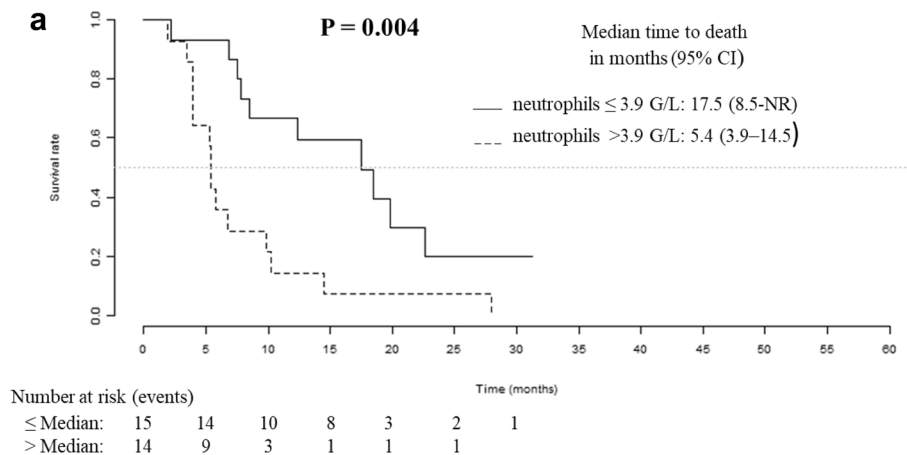 a
P = 0.004
Median time to death
in months (95% CI)
neutrophils ≤ 3.9 G/L: 17.5 (8.5-NR)
neutrophils >3.9 G/L: 5.4 (3.9–14.5)
Survival rate
1.0
0.8
0.6
0.4
0.2
0.0
0 5 10 15 20 25 30 35 40 45 50 55 60
Time (months)
Number at risk (events)
≤ Median: 15 14 10 8 3 2 1
> Median: 14 9 3 1 1 1